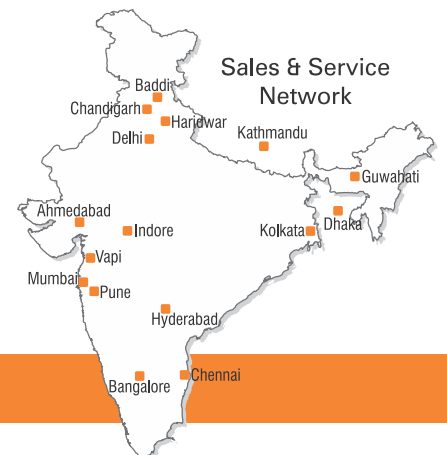 Sales & Service
Network
Baddi
Chandigarh
Haridwar
Delhi
Kathmandu
Guwahati
Ahmedabad
Indore
Kolkata
Dhaka
Vapi
Mumbai
Pune
Hyderabad
Bangalore
Chennai